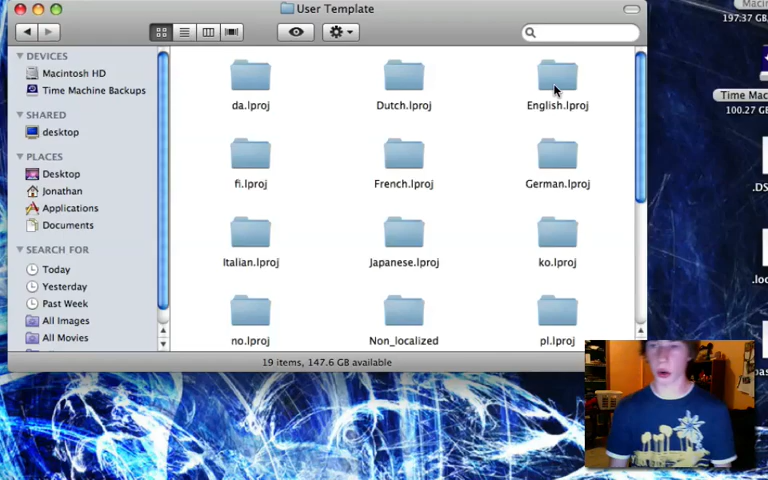 User Template
DEVICES
Macintosh HD
Time Machine Backups
SHARED
desktop
PLACES
Desktop
Jonathan
Applications
Documents
SEARCH FOR
Today
Yesterday
Past Week
All Images
All Movies
da.lproj
Dutch.lproj
English.lproj
fi.lproj
French.lproj
German.lproj
Italian.lproj
Japanese.lproj
ko.lproj
no.lproj
Non_localized
pl.lproj
19 items, 147.6 GB available
197.37 GB
Time Mac
100.27 GB
.DS
.loc